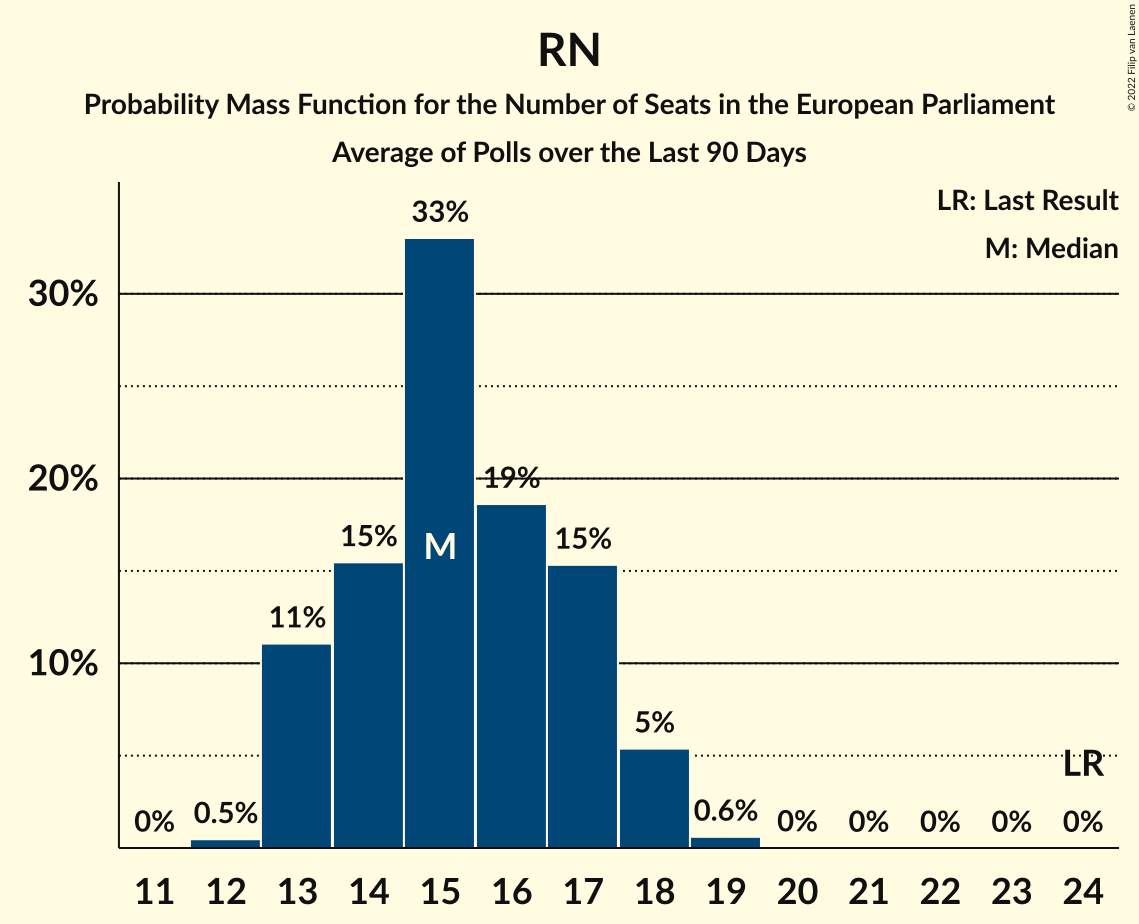 RN
Probability Mass Function for the Number of Seats in the European Parliament
Average of Polls over the Last 90 Days
© 2022 Filip van Laenen
LR: Last Result
M: Median
33%
30%
20%
19%
15%
M
15%
11%
10%
5%
LR
0%
0.5%
0.6%
0%
0%
0%
0%
0%
11 12 13 14 15 16 17 18 19 20 21 22 23 24